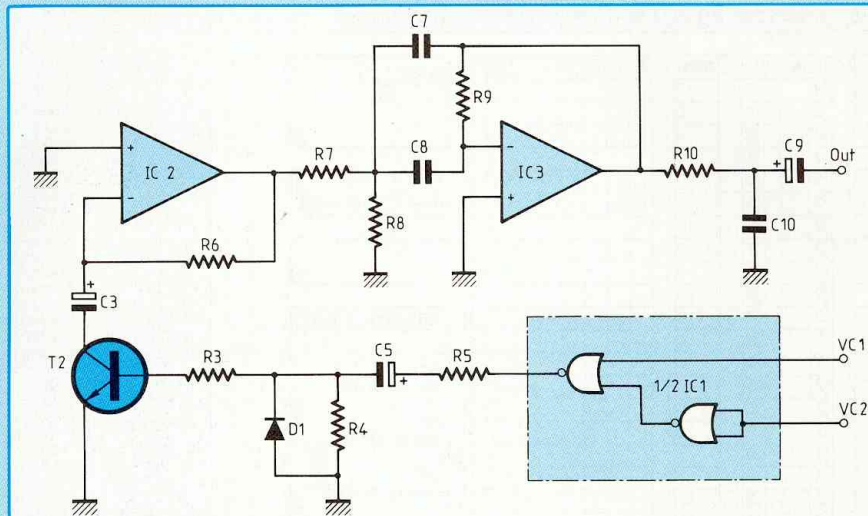 C7
R9
IC 2
+
-
R7
C8
IC3
-
+
R8
R10
+
C9
Out
C10
R6
+
C3
T2
R3
D1
R4
C5
+
R5
1/2 IC1
VC1
VC2